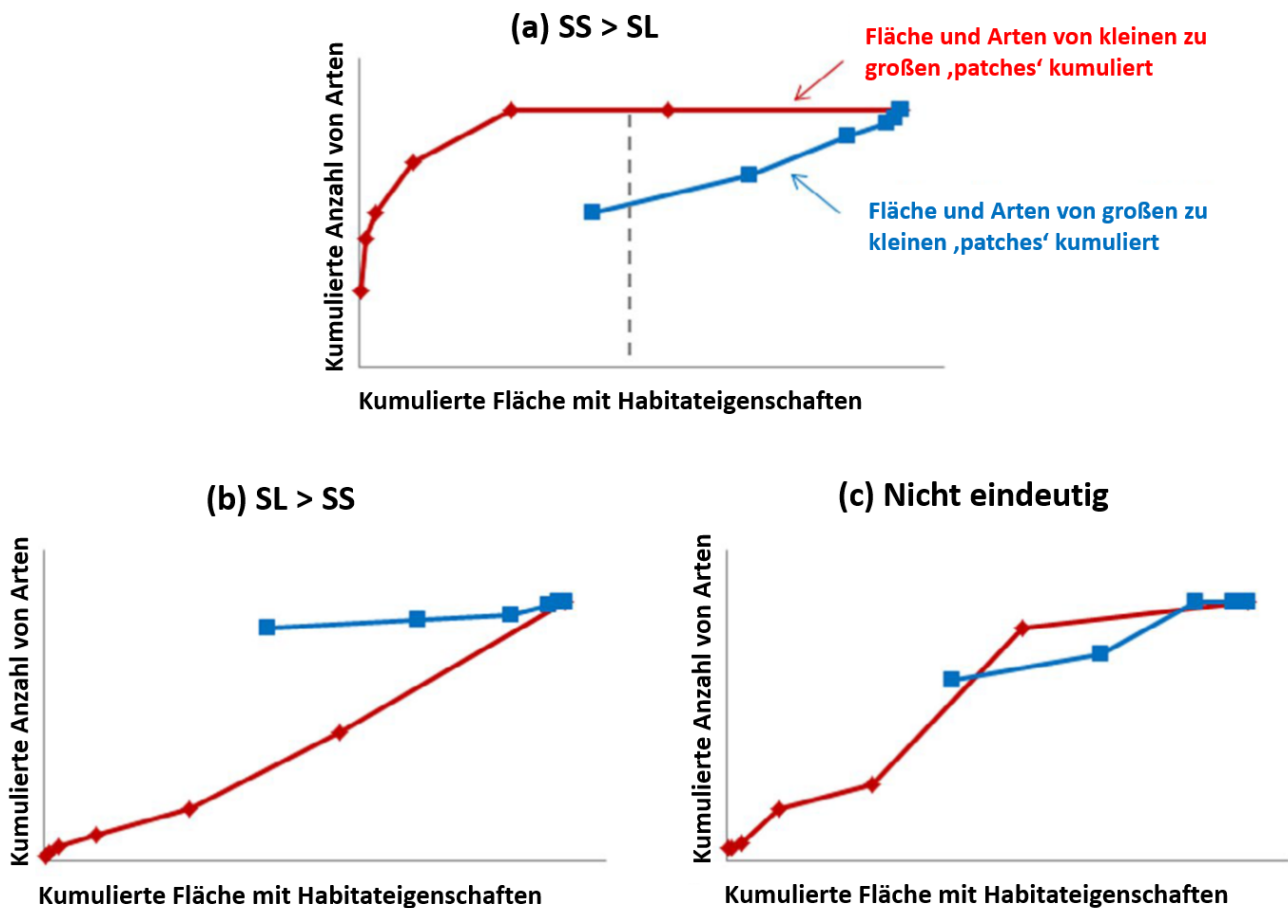 (a) SS > SL
Fläche und Arten von kleinen zu
großen ‚patches‘ kumuliert
Kumulierte Anzahl von Arten
Fläche und Arten von großen zu
kleinen ‚patches‘ kumuliert
Kumulierte Fläche mit Habitateigenschaften
(b) SL > SS
Kumulierte Anzahl von Arten
Kumulierte Fläche mit Habitateigenschaften
(c) Nicht eindeutig
Kumulierte Anzahl von Arten
Kumulierte Fläche mit Habitateigenschaften